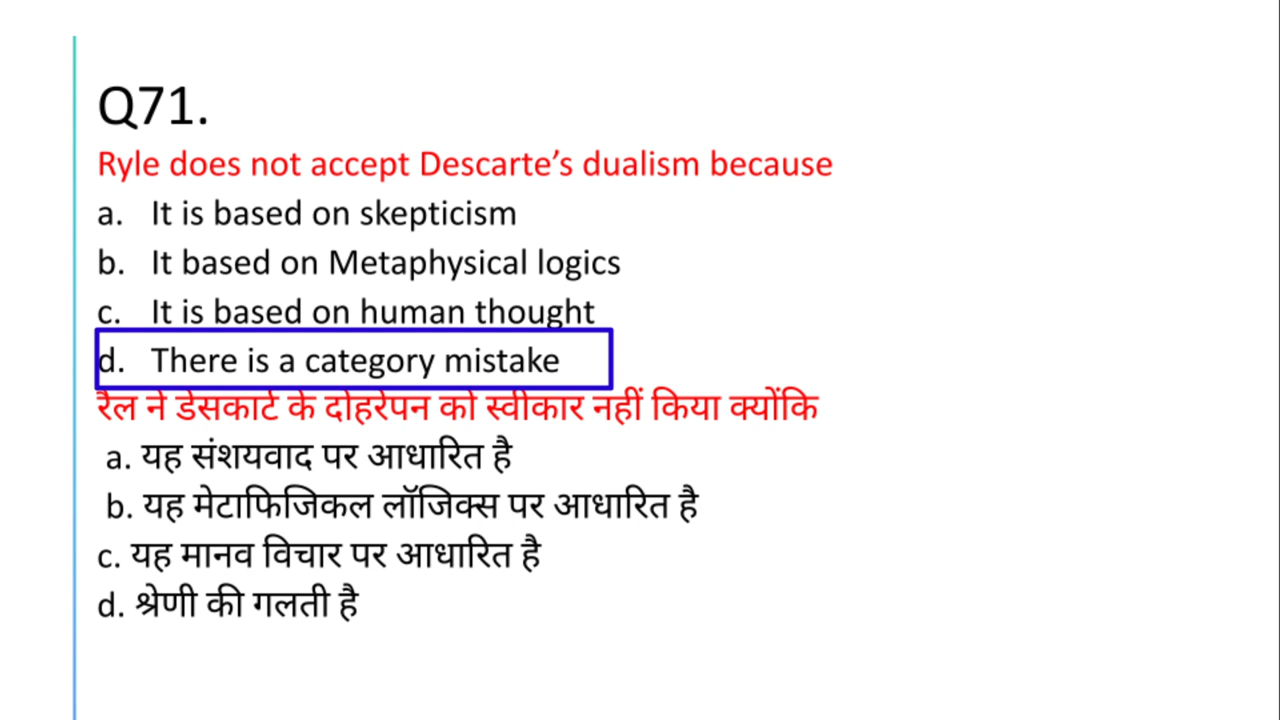 Q71.
Ryle does not accept Descarte’s dualism because
a. It is based on skepticism
b. It based on Metaphysical logics
c. It is based on human thought
d. There is a category mistake
रैल ने डेसकार्ट के दोहरेपन को स्वीकार नहीं किया क्योंकि
a. यह संशयवाद पर आधारित है
b. यह मेटाफिजिकल लॉजिक्स पर आधारित है
c. यह मानव विचार पर आधारित है
d. श्रेणी की गलती है